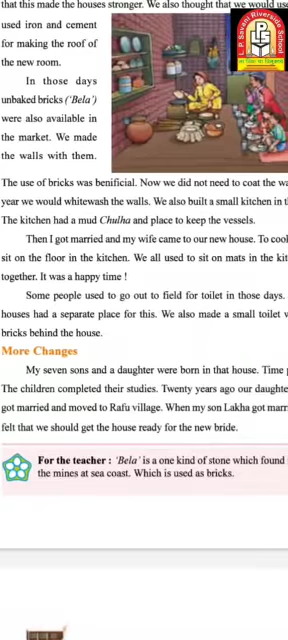 that this made the houses stronger. We also thought that we would use
used iron and cement
for making the roof of
the new room.
L.P. Savani Riverside School
LPS
In those days
unbaked bricks ('Bela')
were also available in
the market. We made
the walls with them.
The use of bricks was benificial. Now we did not need to coat the wa
year we would whitewash the walls. We also built a small kitchen in t
The kitchen had a mud Chulha and place to keep the vessels.
Then I got married and my wife came to our new house. To cool
sit on the floor in the kitchen. We all used to sit on mats in the kit
together. It was a happy time !
Some people used to go out to field for toilet in those days.
houses had a separate place for this. We also made a small toilet v
bricks behind the house.
More Changes
My seven sons and a daughter were born in that house. Time
The children completed their studies. Twenty years ago our daughte
got married and moved to Rafu village. When my son Lakha got marr
felt that we should get the house ready for the new bride.
For the teacher : 'Bela' is a one kind of stone which found
the mines at sea coast. Which is used as bricks.